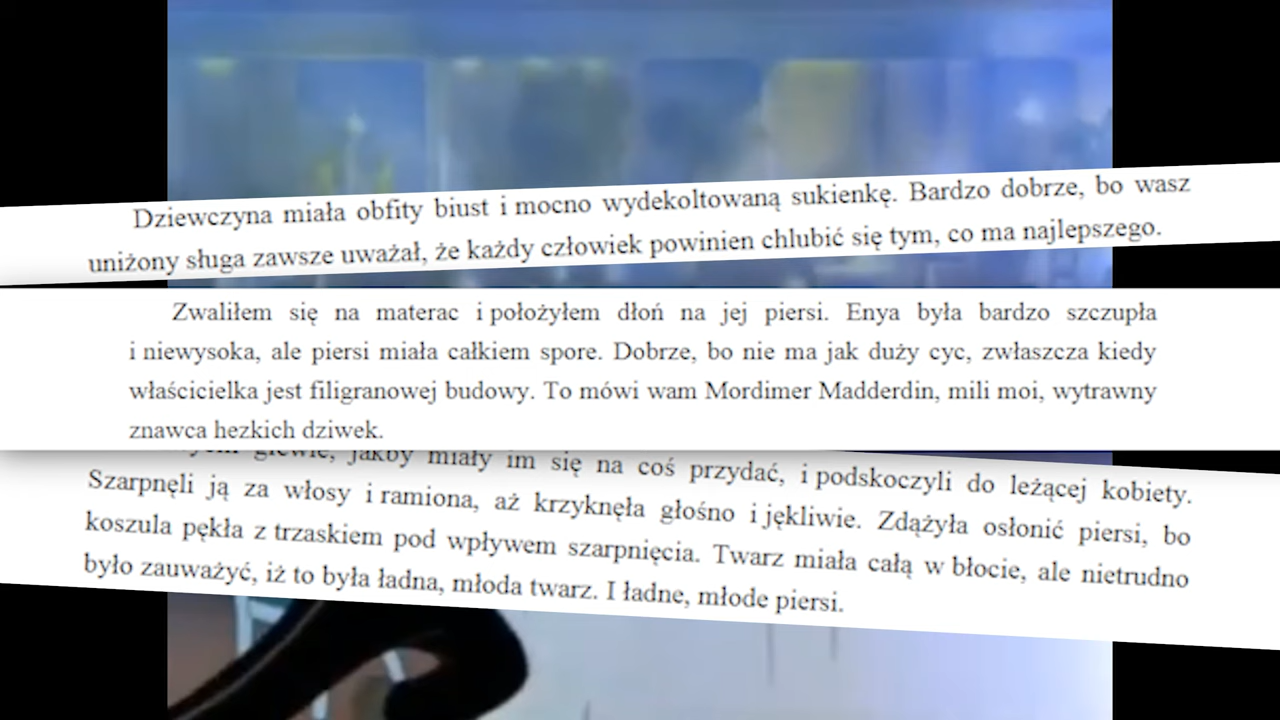 Dziewczyna miała obfity biust i mocno wydekoltowaną sukienkę. Bardzo dobrze, bo wasz
uniżony sługa zawsze uważał, że każdy człowiek powinien chlubić się tym, co ma najlepszego.
Zwaliłem się na materac i położyłem dłoń na jej piersi. Enya była bardzo szczupła
i niewysoka, ale piersi miała całkiem spore. Dobrze, bo nie ma jak duży cyc, zwłaszcza kiedy
właścicielka jest filigranowej budowy. To mówi wam Mordimer Madderdin, mili moi, wytrawny
znawca hezkich dziwek.
jakby miały im się na coś przydać, i podskoczyli do leżącej kobiety.
Szarpnęli ją za włosy i ramiona, aż krzyknęła głośno i jękliwie. Zdążyła osłonić piersi, bo
koszula pękła z trzaskiem pod wpływem szarpnięcia. Twarz miała całą w błocie, ale nietrudno
było zauważyć, iż to była ładna, młoda twarz. I ładne, młode piersi.